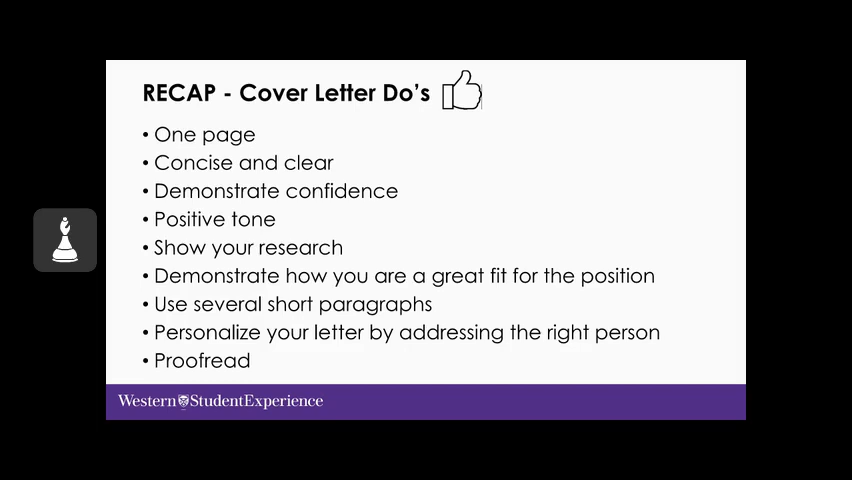 RECAP - Cover Letter Do's
• One page
• Concise and clear
• Demonstrate confidence
• Positive tone
• Show your research
• Demonstrate how you are a great fit for the position
• Use several short paragraphs
• Personalize your letter by addressing the right person
• Proofread
Western StudentExperience